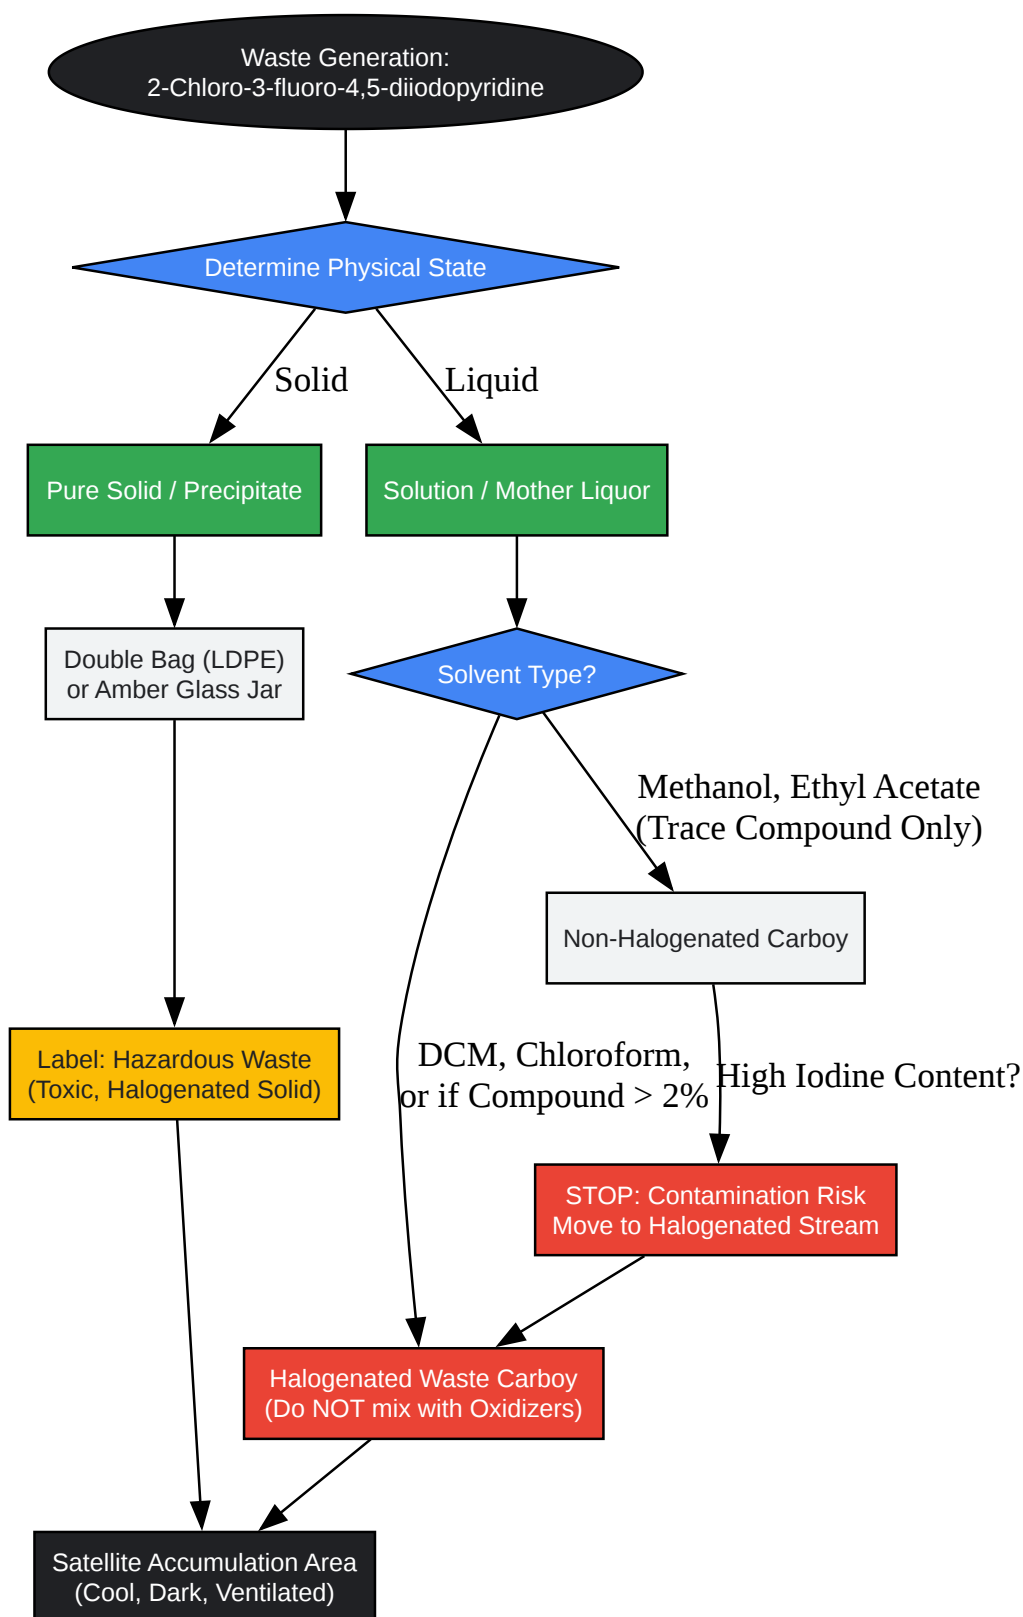 Waste Generation:
2-Chloro-3-fluoro-4,5-diiodopyridine
Determine Physical State
Solid
Liquid
Pure Solid / Precipitate
Solution / Mother Liquor
Double Bag (LDPE)
or Amber Glass Jar
Solvent Type?
Methanol, Ethyl Acetate
(Trace Compound Only)
Non-Halogenated Carboy
Label: Hazardous Waste
(Toxic, Halogenated Solid)
DCM, Chloroform,
or if Compound > 2%
High Iodine Content?
STOP: Contamination Risk
Move to Halogenated Stream
Halogenated Waste Carboy
(Do NOT mix with Oxidizers)
Satellite Accumulation Area
(Cool, Dark, Ventilated)